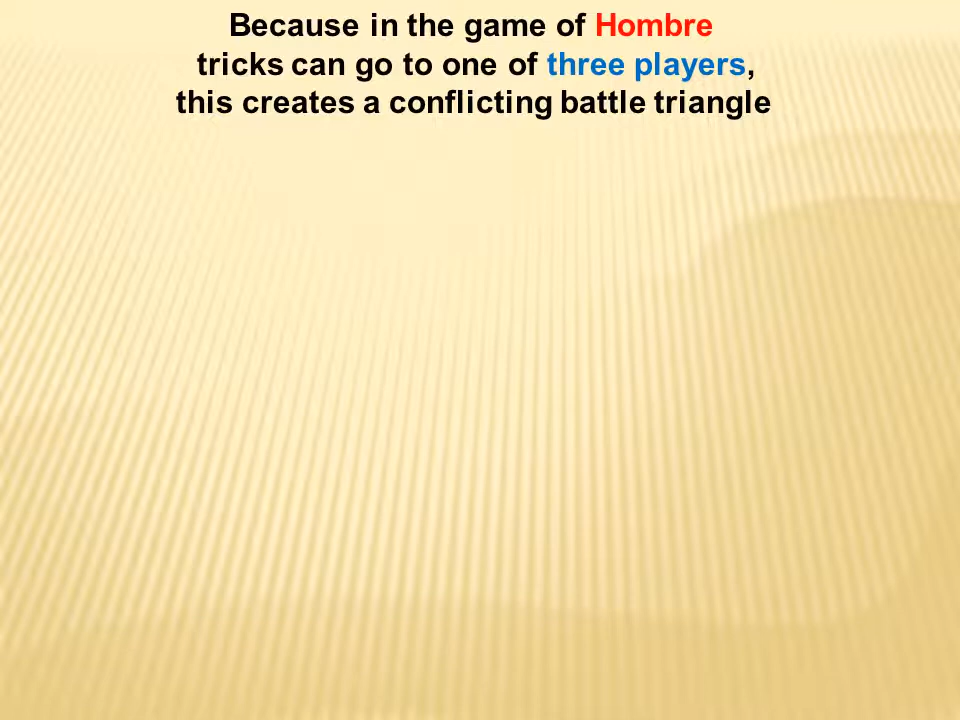 Because in the game of Hombre
tricks can go to one of three players,
this creates a conflicting battle triangle